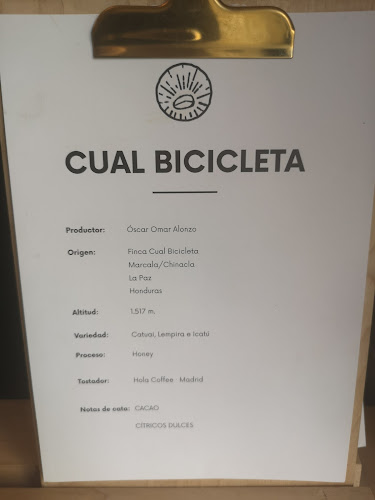 CUAL BICICLETA
Productor: Óscar Omar Alonzo
Origen: Finca Cual Bicicleta
Marcala/Chinacla
La Paz
Honduras
Altitud: 1.517 m.
Variedad: Catuai, Lempira e Icatú
Proceso: Honey
Tostador: Hola Coffee Madrid
Notas de cata: CACAO
CÍTRICOS DULCES